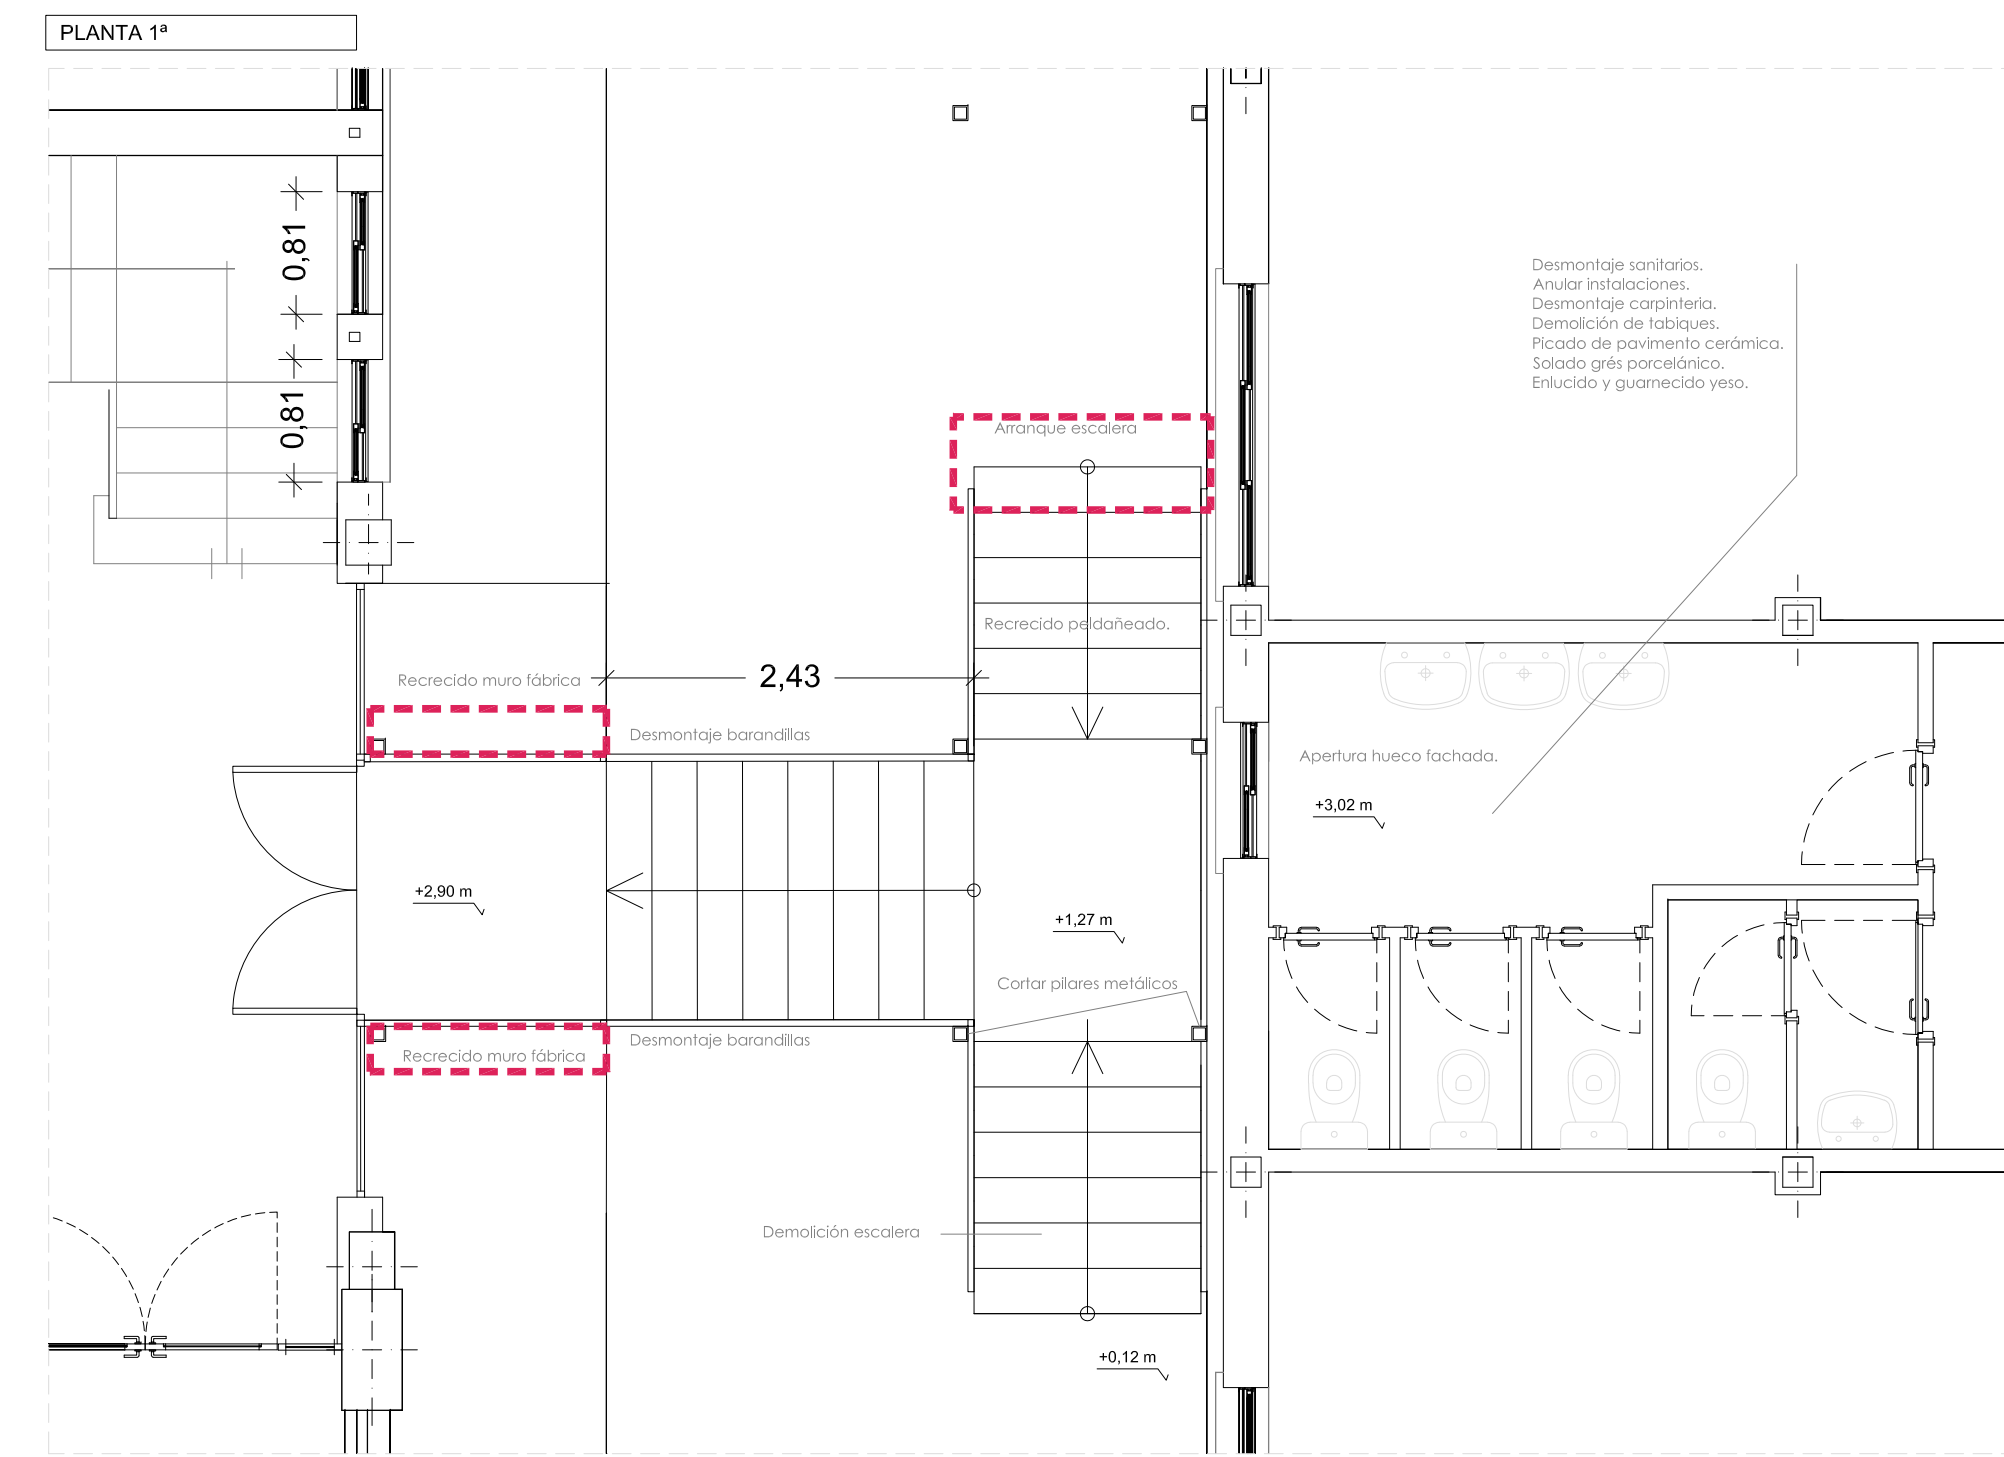 PLANTA 1ª
0,81
0,81
Desmontaje sanitarios.
Anular instalaciones.
Desmontaje carpinteria.
Demolición de tabiques.
Picado de pavimento cerámica.
Solado grés porcelánico.
Enlucido y guarnecido yeso.
Arranque escalera
Recrecido peldañeado.
Recrecido muro fábrica
2,43
Desmontaje barandillas
Apertura hueco fachada.
+3,02 m
+2,90 m
+1,27 m
Cortar pilares metálicos
Recrecido muro fábrica
Desmontaje barandillas
Demolición escalera
+0,12 m